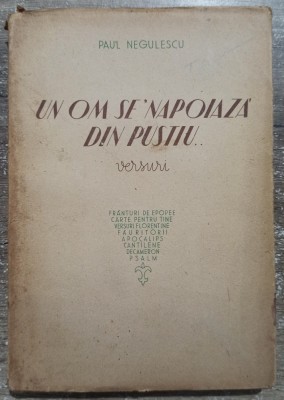 PAUL NEGULESCU
UN OM SE'NAPOIAZĂ
DIN PUSTIU..
versuri
FRÂNTURI DE EPOPEE
CARTE PENTRU TINE
VERSURI FLORENTINE
FAURITORII
APOCALIPS
CANTILENE
DECAMERON
PSALM